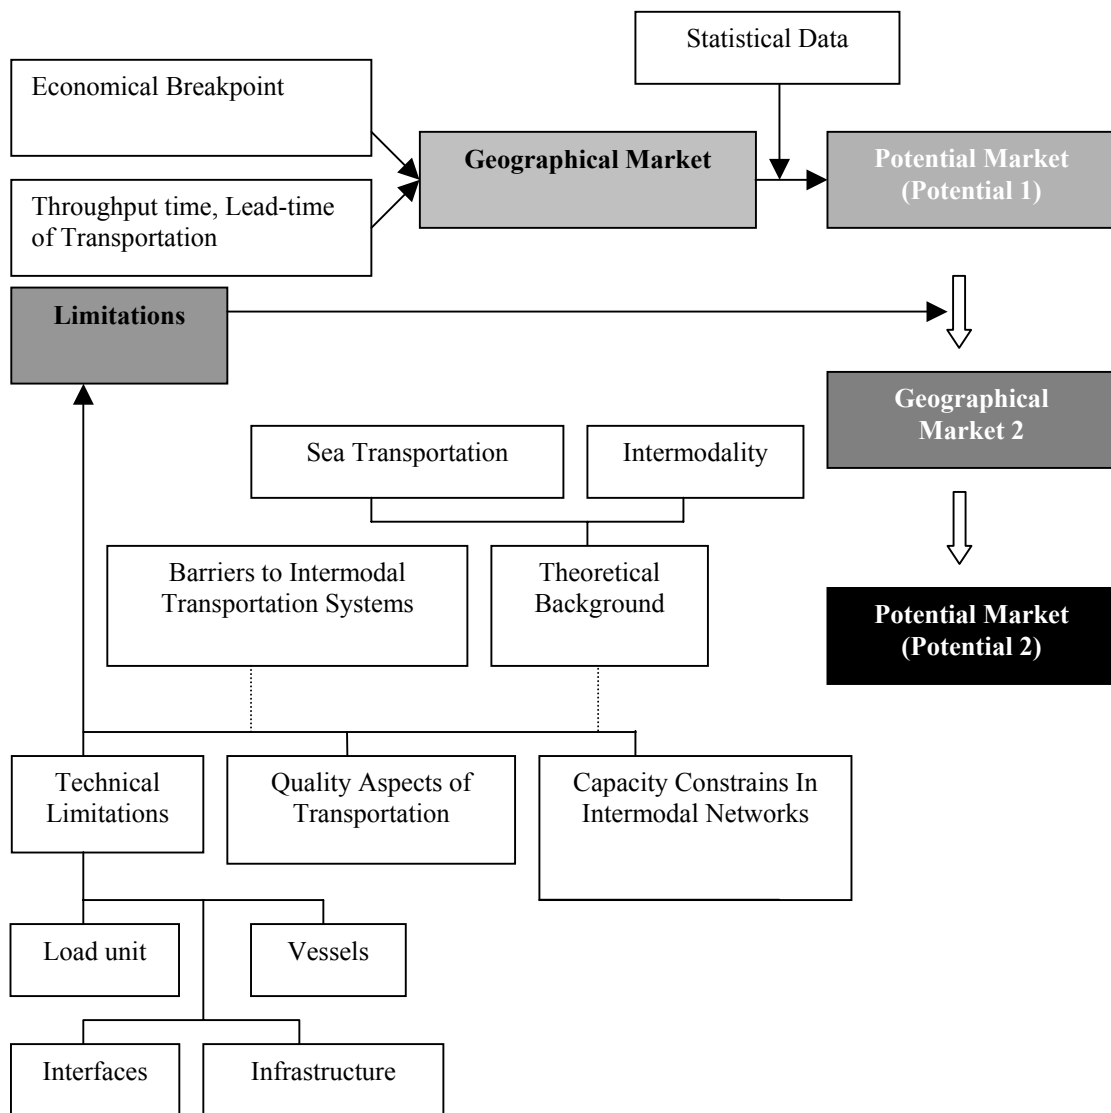 Statistical Data
Economical Breakpoint
Geographical Market
Potential Market
(Potential 1)
Throughput time, Lead-time
of Transportation
Limitations
Geographical
Market 2
Sea Transportation
Intermodality
Barriers to Intermodal
Transportation Systems
Theoretical
Background
Potential Market
(Potential 2)
Technical
Limitations
Quality Aspects of
Transportation
Capacity Constrains In
Intermodal Networks
Load unit
Vessels
Interfaces
Infrastructure